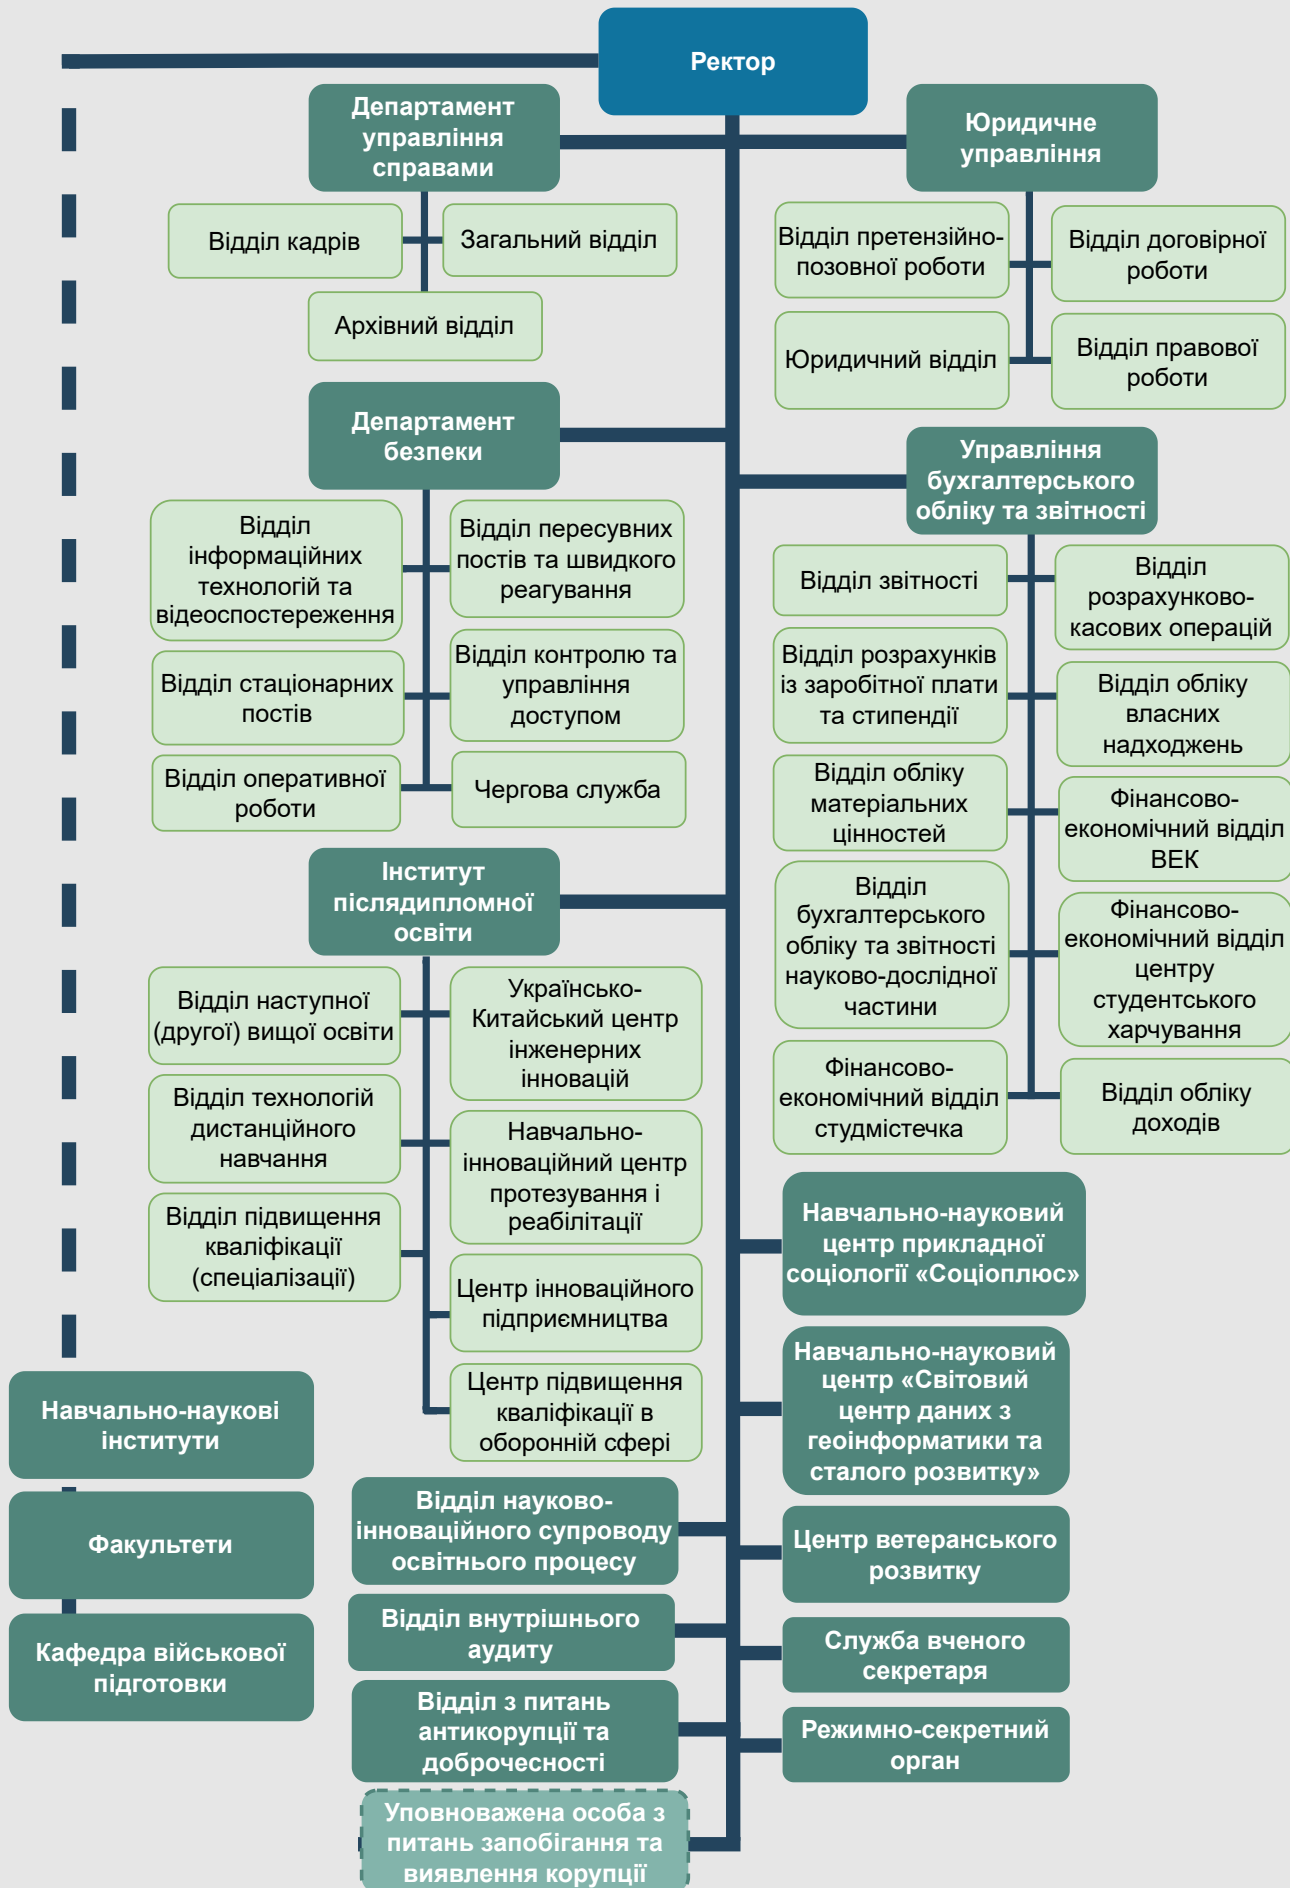 Ректор
Департамент
управління
справами
Юридичне
управління
Відділ кадрів
Загальний відділ
Архівний відділ
Відділ претензійно-
позовної роботи
Відділ договірної
роботи
Юридичний відділ
Відділ правової
роботи
Департамент
безпеки
Відділ
інформаційних
технологій та
відеоспостереження
Відділ пересувних
постів та швидкого
реагування
Відділ стаціонарних
постів
Відділ контролю та
управління
доступом
Відділ оперативної
роботи
Чергова служба
Управління
бухгалтерського
обліку та звітності
Відділ звітності
Відділ
розрахунково-
касових операцій
Відділ розрахунків
із заробітної плати
та стипендії
Відділ обліку
власних
надходжень
Відділ обліку
матеріальних
цінностей
Фінансово-
економічний відділ
ВЕК
Відділ
бухгалтерського
обліку та звітності
науково-дослідної
частини
Фінансово-
економічний відділ
центру
студентського
харчування
Фінансово-
економічний відділ
студмістечка
Відділ обліку
доходів
Інститут
післядипломної
освіти
Відділ наступної
(другої) вищої освіти
Українсько-
Китайський центр
інженерних
інновацій
Відділ технологій
дистанційного
навчання
Навчально-
інноваційний центр
протезування і
реабілітації
Відділ підвищення
кваліфікації
(спеціалізації)
Центр інноваційного
підприємництва
Центр підвищення
кваліфікації в
оборонній сфері
Навчально-науковий
центр прикладної
соціології «Соціоплюс»
Навчально-науковий
центр «Світовий
центр даних з
геоінформатики та
сталого розвитку»
Навчально-наукові
інститути
Факультети
Кафедра військової
підготовки
Відділ науково-
інноваційного супроводу
освітнього процесу
Центр ветеранського
розвитку
Відділ внутрішнього
аудиту
Служба вченого
секретаря
Відділ з питань
антикорупції та
доброчесності
Режимно-секретний
орган
Уповноважена особа з
питань запобігання та
виявлення корупції